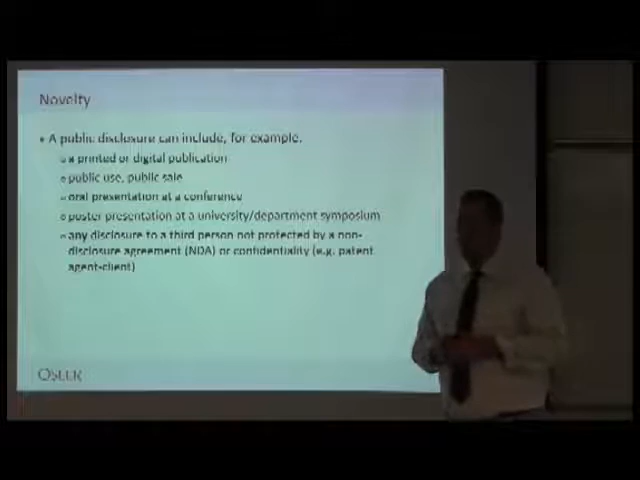 Novelty
• A public disclosure can include, for example.
o a printed or digital publication
o public use, public sale
o oral presentation at a conference
o poster presentation at a university/department symposium
o any disclosure to a third person not protected by a non-
disclosure agreement (NDA) or confidentiality (e.g. patent
agent-client)
OSLER